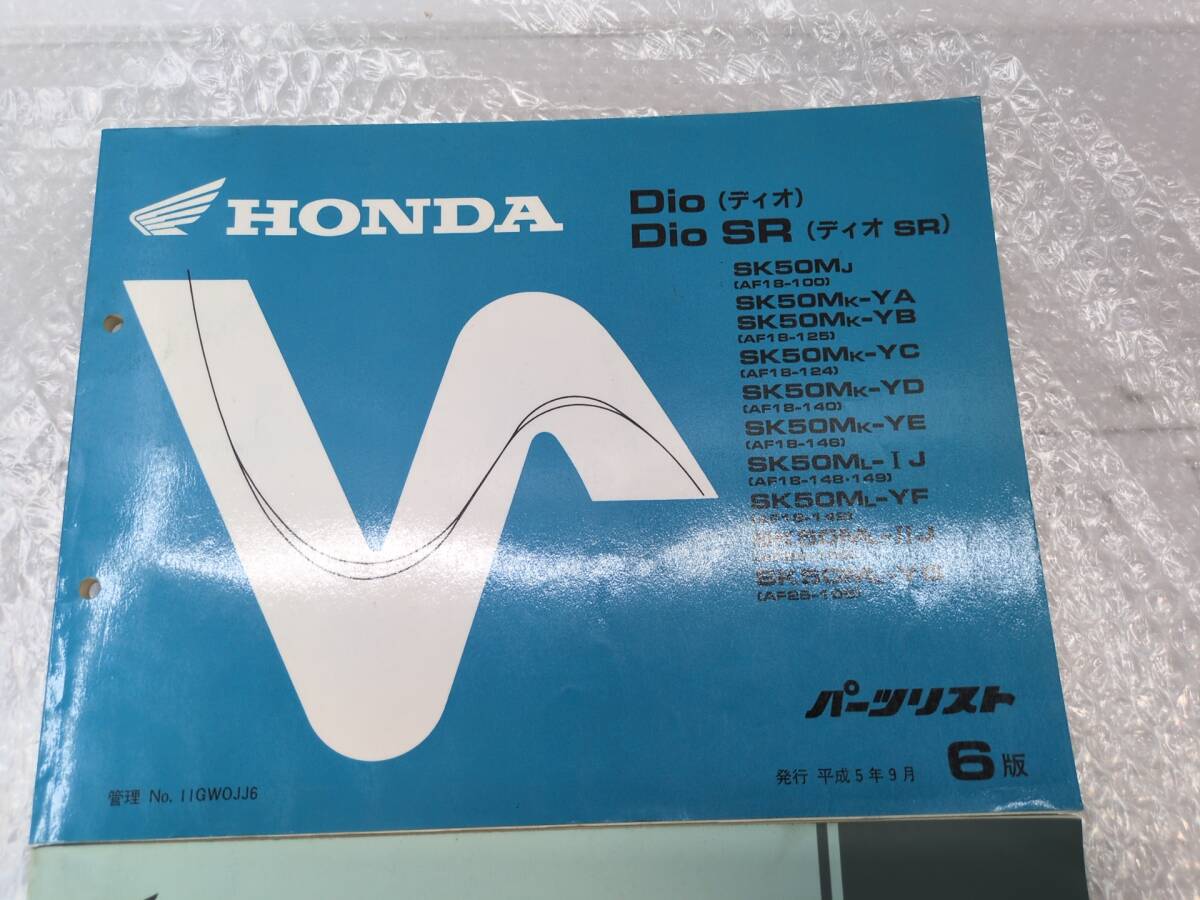 HONDA
Dio (ディオ)
Dio SR (ディオ SR)
SK50MJ
(AF18-100)
SK50MK-YA
SK50MK-YB
(AF18-125)
SK50MK-YC
(AF18-124)
SK50MK-YD
(AF18-140)
SK50MK-YE
(AF18-146)
SK50ML-I J
(AF18-148·149)
SK50ML-YF
SK50ML-IIJ
パーツリスト
発行 平成5年9月 6版
管理 No. 11GWOJJ6